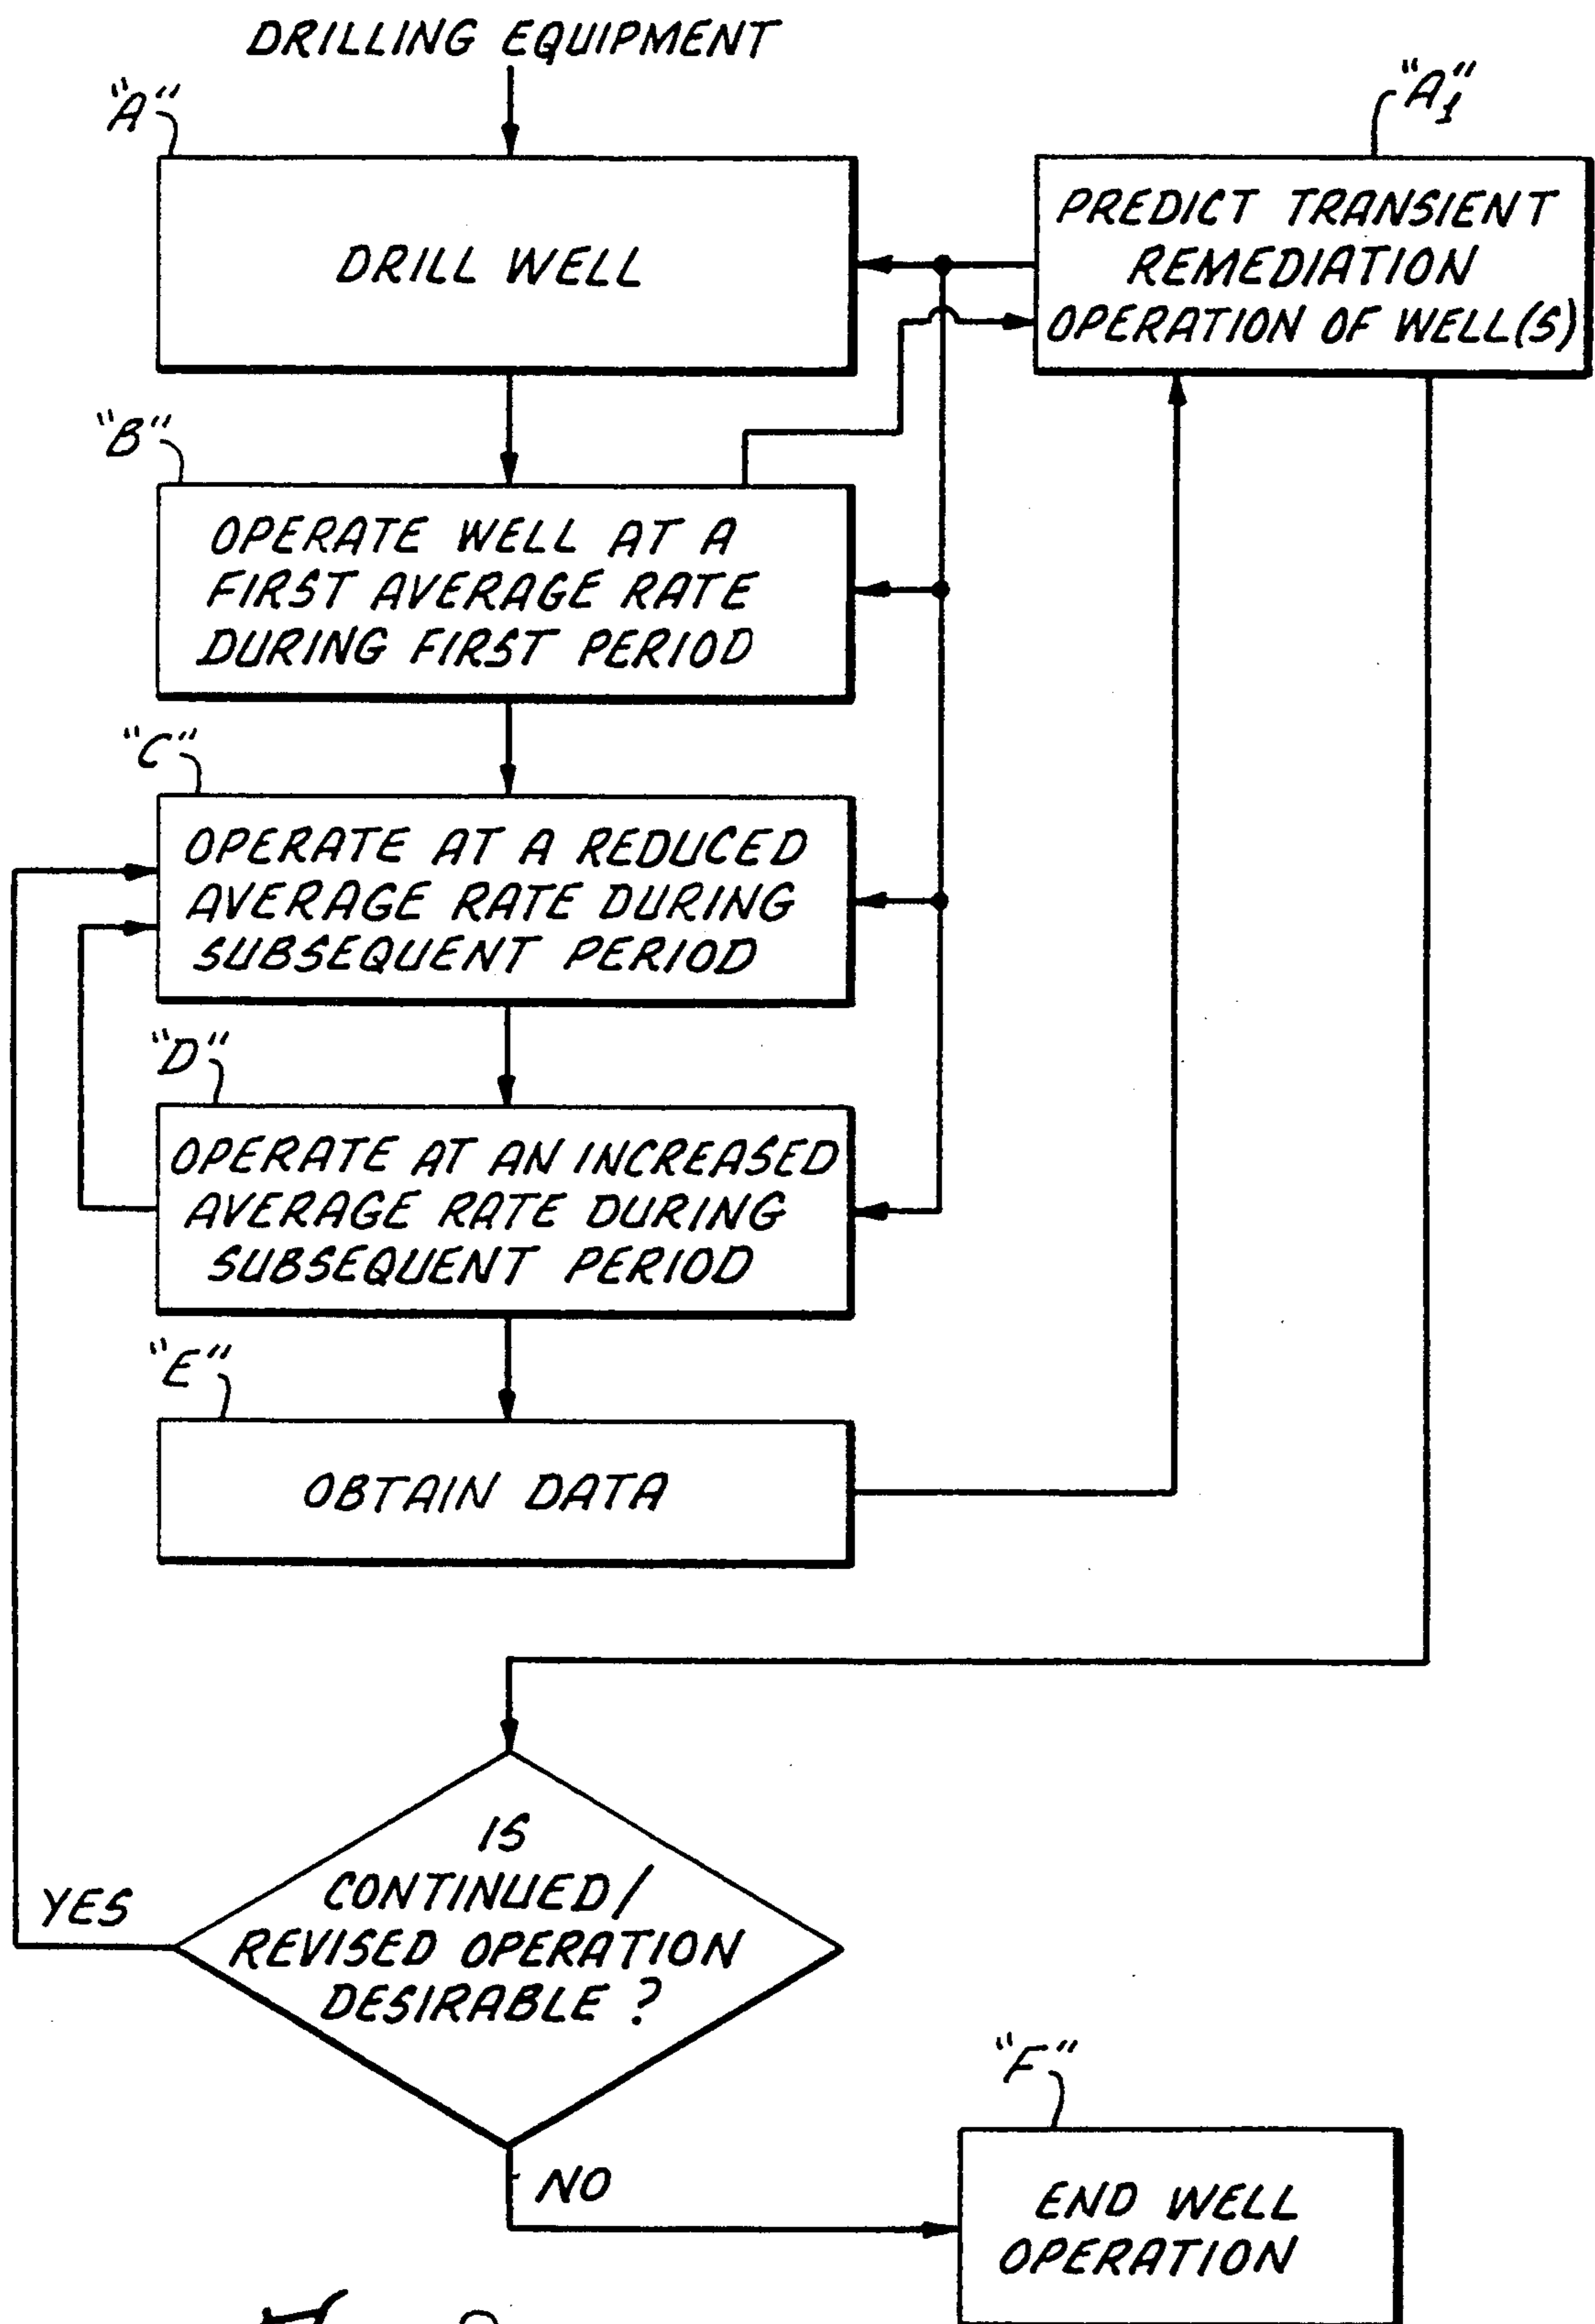 DRILLING EQUIPMENT
"A"
DRILL WELL
"A1"
PREDICT TRANSIENT
REMEDIATION
OPERATION OF WELL(S)
"B"
OPERATE WELL AT A
FIRST AVERAGE RATE
DURING FIRST PERIOD
"C"
OPERATE AT A REDUCED
AVERAGE RATE DURING
SUBSEQUENT PERIOD
"D"
OPERATE AT AN INCREASED
AVERAGE RATE DURING
SUBSEQUENT PERIOD
"E"
OBTAIN DATA
IS
CONTINUED/
REVISED OPERATION
DESIRABLE ?
YES
NO
"F"
END WELL
OPERATION